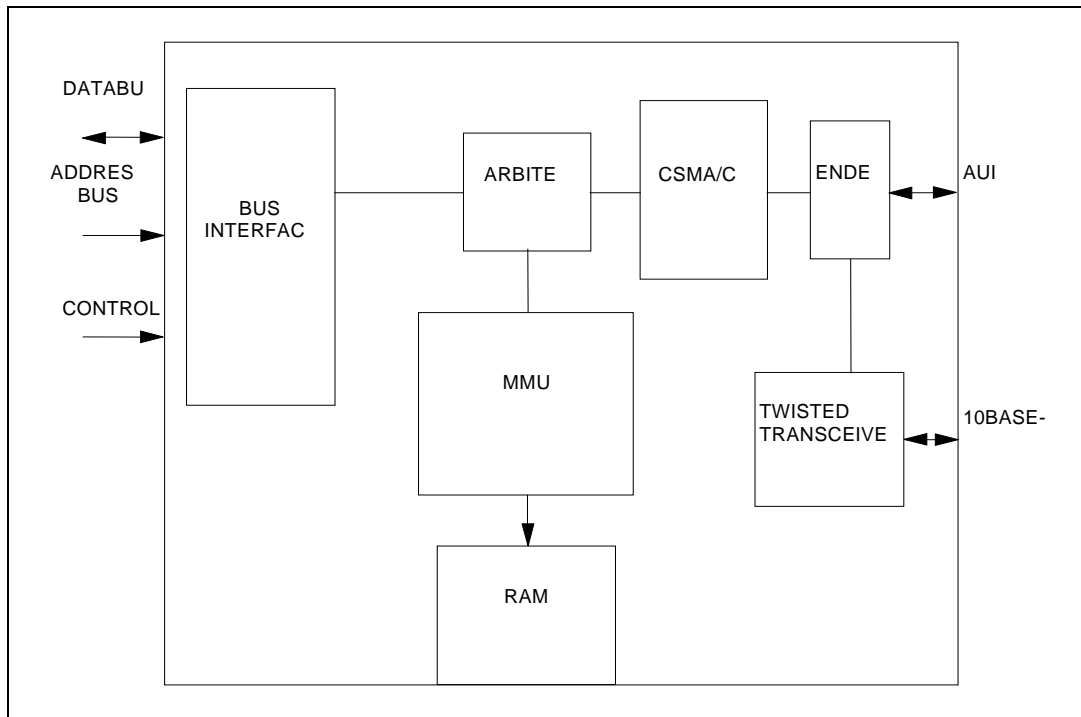 DATABU
ADDRES
BUS
CONTROL
BUS
INTERFAC
ARBITE
CSMA/C
ENDE
AUI
MMU
TWISTED
TRANSCEIVE
10BASE-
RAM